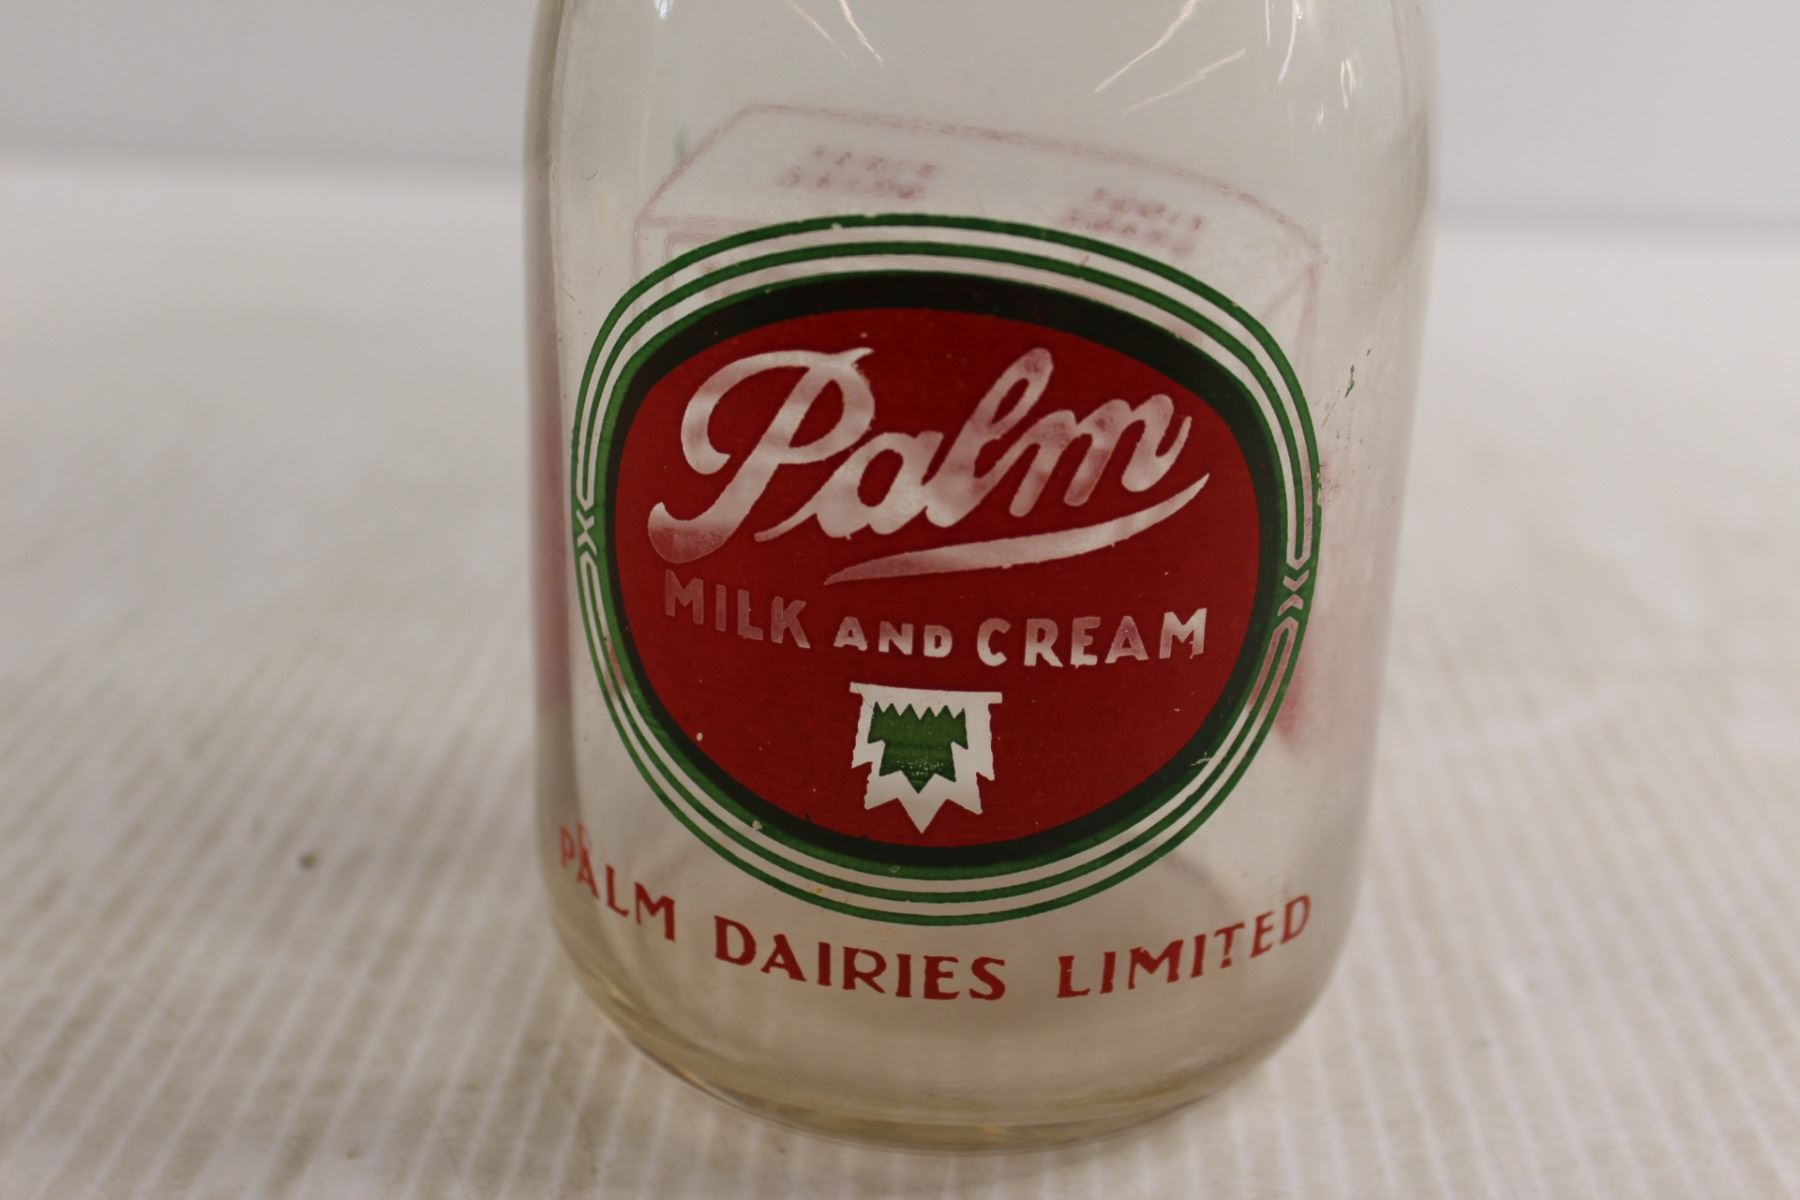 Palm
MILK AND CREAM
PALM DAIRIES LIMITED